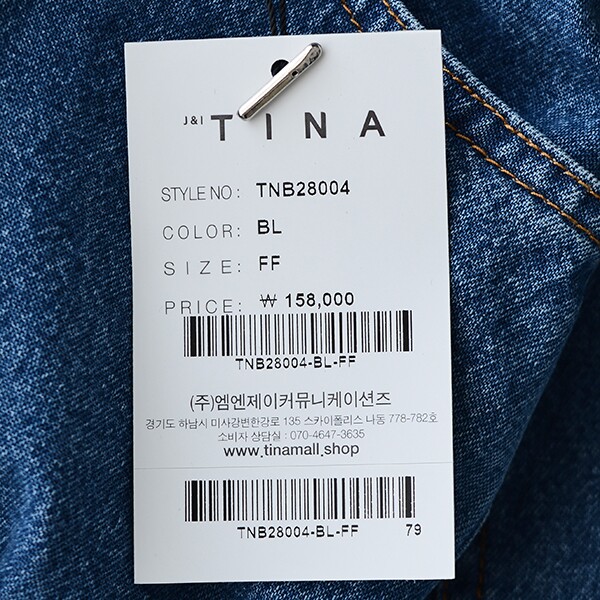 J&I TINA
STYLE NO : TNB28004
COLOR : BL
SIZE : FF
PRICE : ₩ 158,000
TNB28004-BL-FF
(주)엠엔제이커뮤니케이션즈
경기도 하남시 미사강변한강로 135 스카이폴리스 나동 778-782호
소비자 상담실 : 070-4647-3635
www.tinamall.shop
TNB28004-BL-FF 79